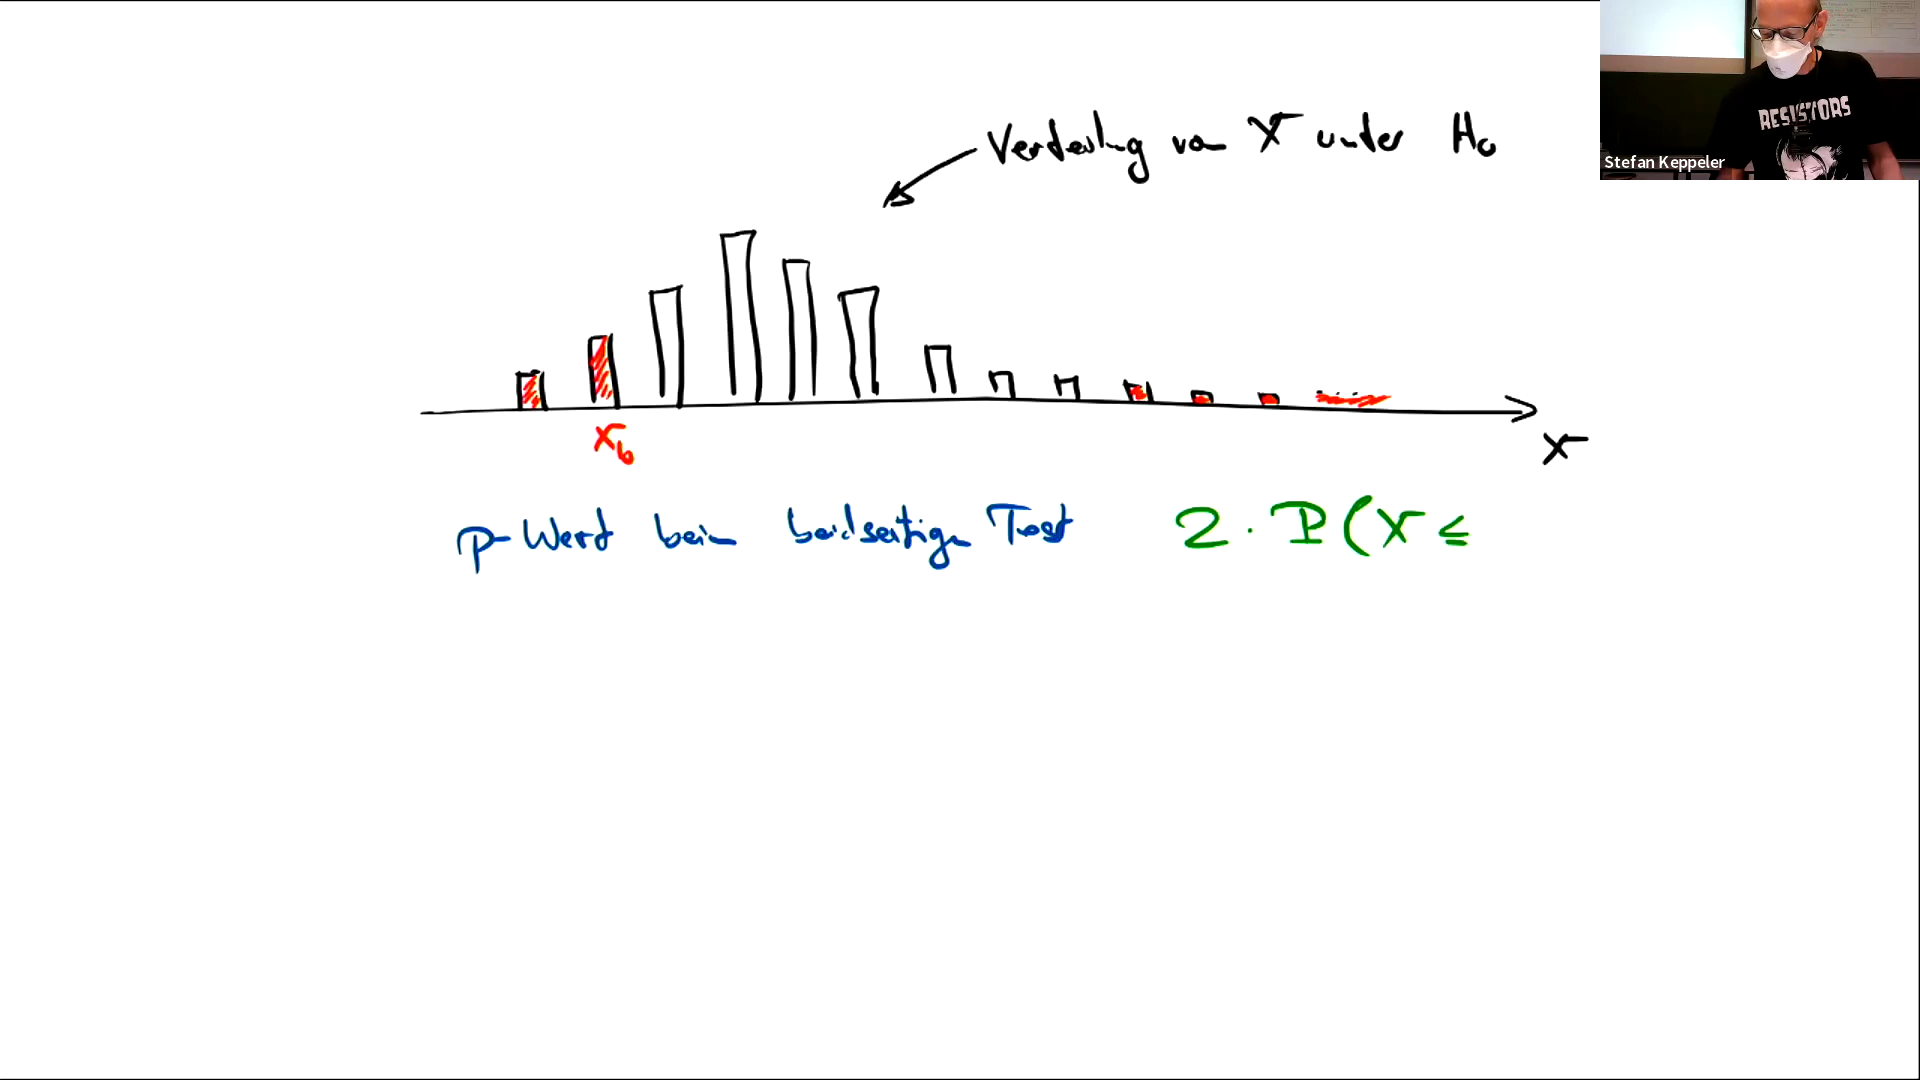 Verteilung von X unter H₀
RESISTORS
Stefan Keppeler
x_b
x
p-Wert beim beidseitigen Test 2 · P(X ≤